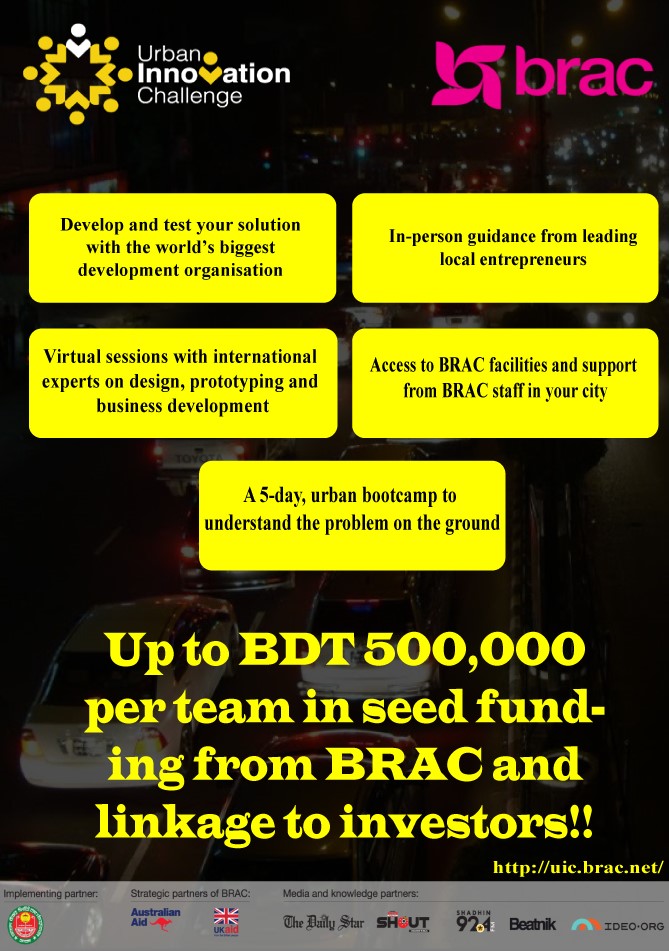 Urban
Innovation
Challenge
brac
Develop and test your solution
with the world's biggest
development organisation
In-person guidance from leading
local entrepreneurs
Virtual sessions with international
experts on design, prototyping and
business development
Access to BRAC facilities and support
from BRAC staff in your city
A 5-day, urban bootcamp to
understand the problem on the ground
Up to BDT 500,000
per team in seed fund-
ing from BRAC and
linkage to investors!!
http://uic.brac.net/
Implementing partner:
Strategic partners of BRAC:
Media and knowledge partners:
Australian
Aid
UKaid
The Daily Star
SHOUT
SHADHIN
92.4
FM
Beatnik
IDEO.ORG
TOYOTA